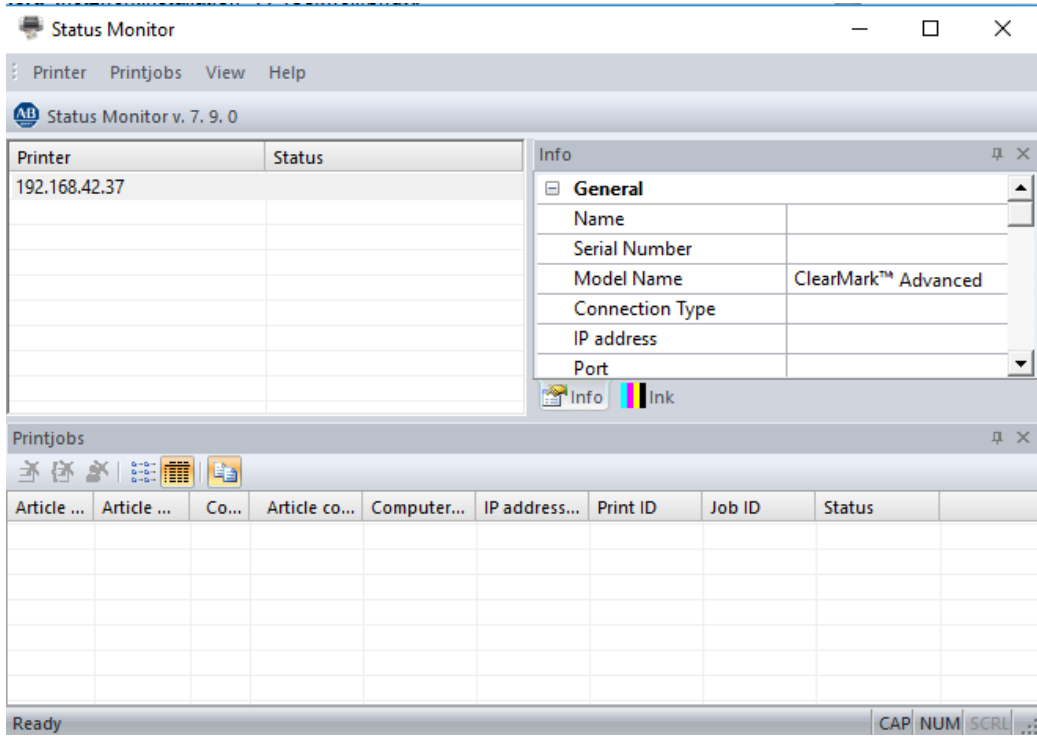 Status Monitor
Printer Printjobs View Help
AB Status Monitor v. 7. 9. 0
Printer Status
192.168.42.37
Info
General
Name
Serial Number
Model Name ClearMark™ Advanced
Connection Type
IP address
Port
Info Ink
Printjobs
Article ... Article ... Co... Article co... Computer... IP address... Print ID Job ID Status
Ready CAP NUM SCRL